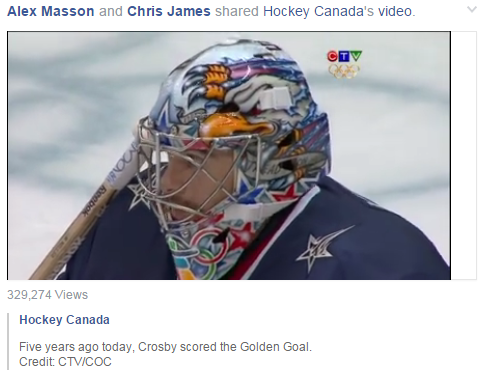 Alex Masson and Chris James shared Hockey Canada's video.
CTV
329,274 Views
Hockey Canada
Five years ago today, Crosby scored the Golden Goal.
Credit: CTV/COC